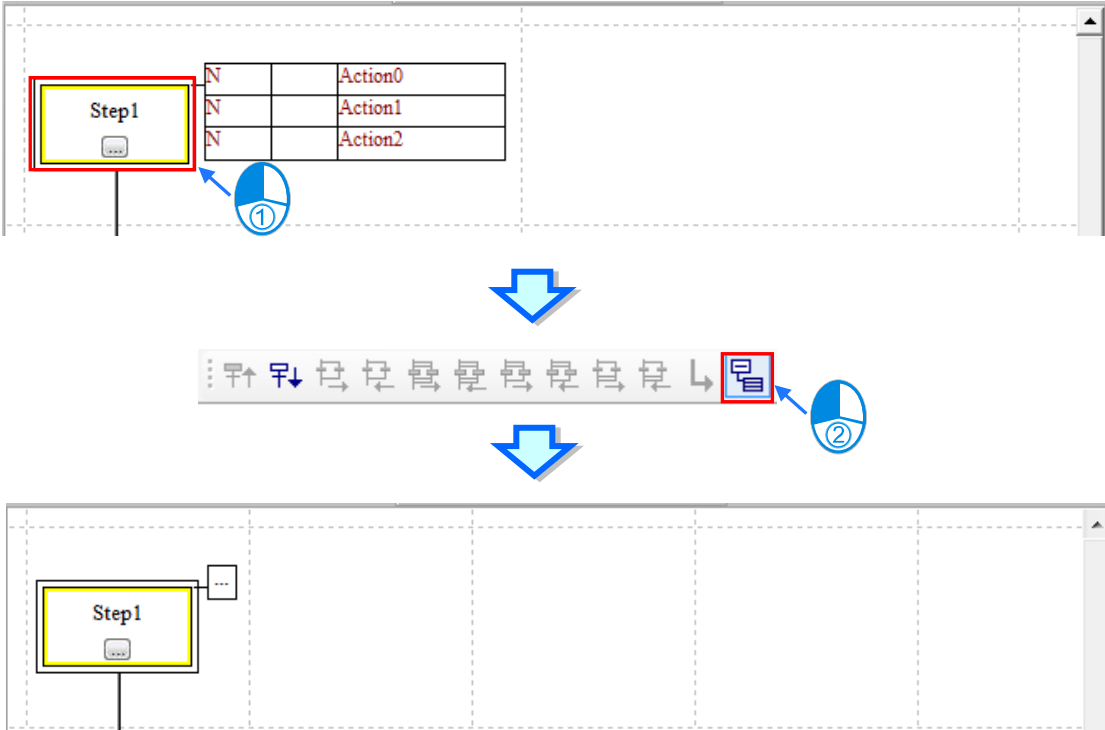 N Action0
Step1 N Action1
... N Action2
1
2
...
Step1
...